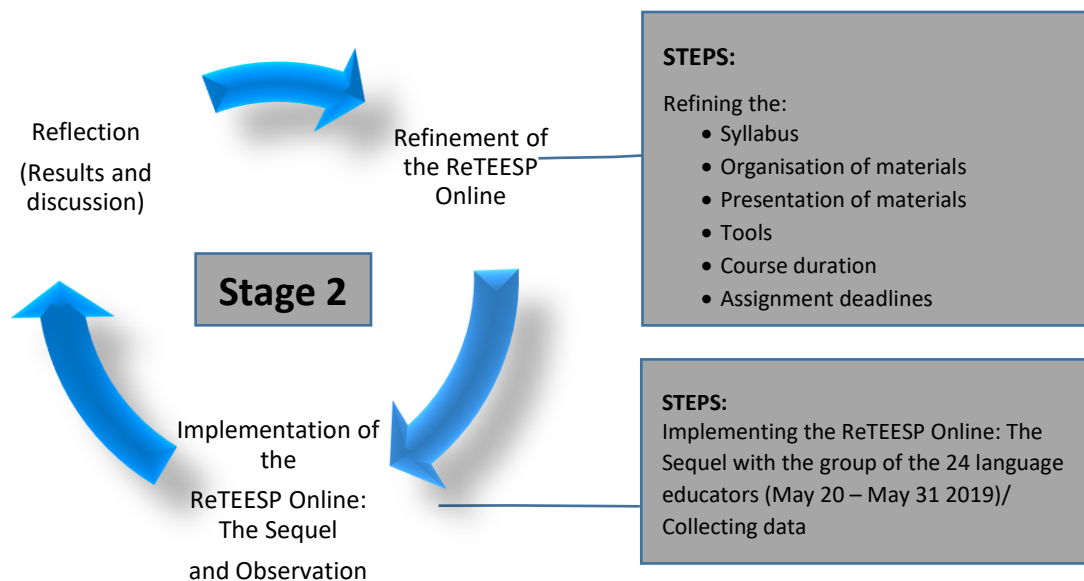 Reflection
(Results and
discussion)
Refinement of
the ReTEESP
Online
STEPS:
Refining the:
• Syllabus
• Organisation of materials
• Presentation of materials
• Tools
• Course duration
• Assignment deadlines
Stage 2
Implementation of
the
ReTEESP Online:
The Sequel
and Observation
STEPS:
Implementing the ReTEESP Online: The
Sequel with the group of the 24 language
educators (May 20 – May 31 2019)/
Collecting data